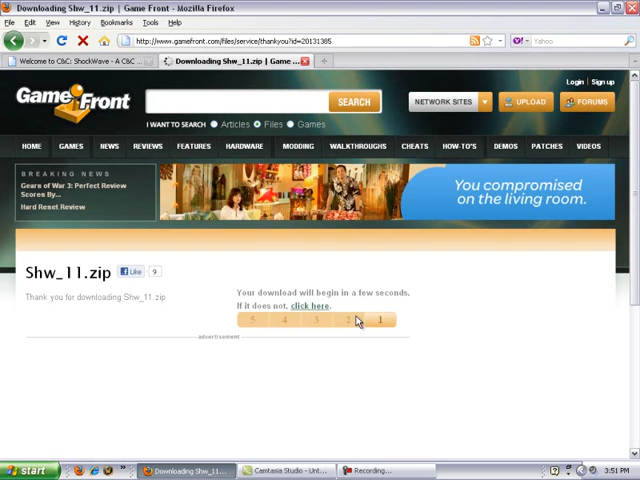 Downloading Shw_11.zip - Mozilla Firefox
File Edit View History Bookmarks Tools Help
http://www.gamefront.com/files/service/thankyou?id=20131385
Yahoo
Welcome to C&C: ShockWave - A C&C ...
Downloading Shw_11.zip | Game ...
Login Sign up
Game Front
SEARCH
NETWORK SITES
UPLOAD
FORUMS
I WANT TO SEARCH Articles Files Games
HOME GAMES NEWS REVIEWS FEATURES HARDWARE MODDING WALKTHROUGHS CHEATS HOW-TO'S DEMOS PATCHES VIDEOS
BREAKING NEWS
Gears of War 3: Perfect Review
Scores By...
Hard Reset Review
You compromised
on the living room.
Shw_11.zip
Like
9
Thank you for downloading Shw_11.zip
Your download will begin in a few seconds.
If it does not, click here.
5 4 3 2 1
advertisement
start
Downloading Shw_11...
Camtasia Studio - Unt...
Recording...
3:51 PM